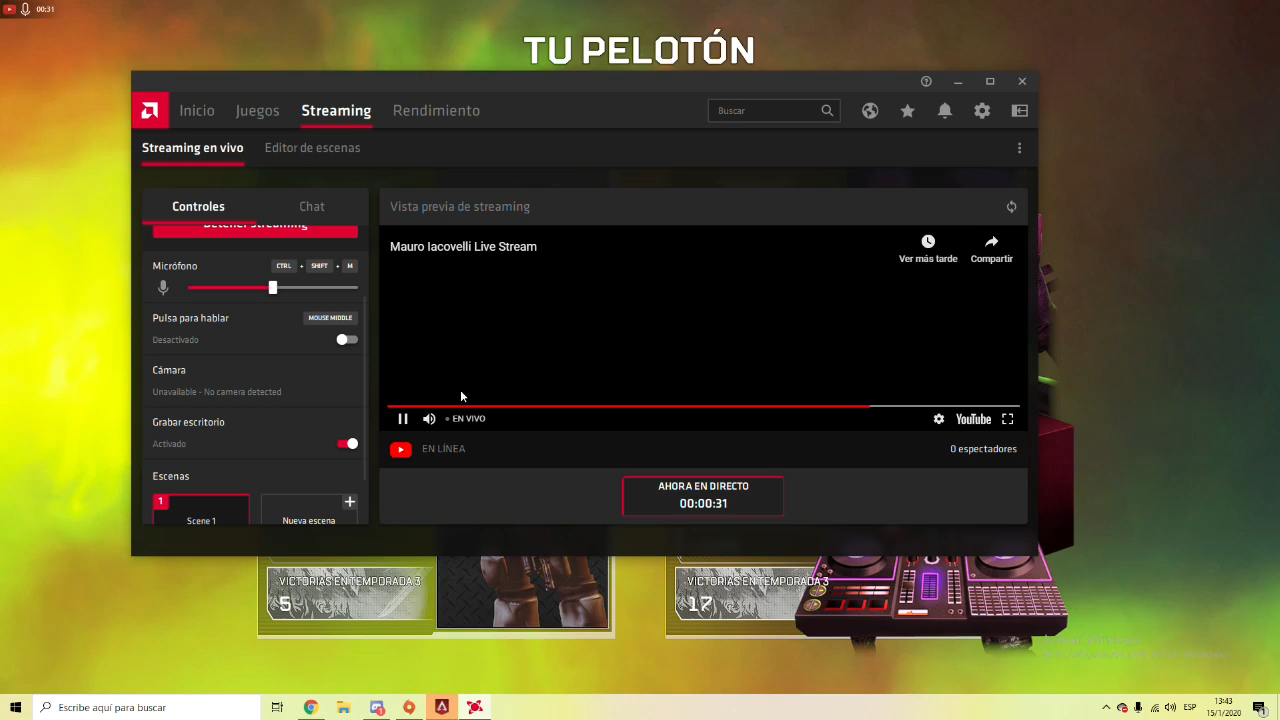 00:31
TU PELOTÓN
Inicio
Juegos
Streaming
Rendimiento
Buscar
Streaming en vivo
Editor de escenas
Controles
Chat
Vista previa de streaming
Detener streaming
Micrófono
CTRL + SHIFT + M
Pulsa para hablar
MOUSE MIDDLE
Desactivado
Cámara
Unavailable - No camera detected
Grabar escritorio
Activado
Escenas
1
Scene 1
Nueva escena
Mauro Iacovelli Live Stream
Ver más tarde
Compartir
EN VIVO
YouTube
EN LÍNEA
0 espectadores
AHORA EN DIRECTO
00:00:31
VICTORIAS EN TEMPORADA 3
5
VICTORIAS EN TEMPORADA 3
17
Escribe aquí para buscar
ESP
13:43
15/1/2020
1